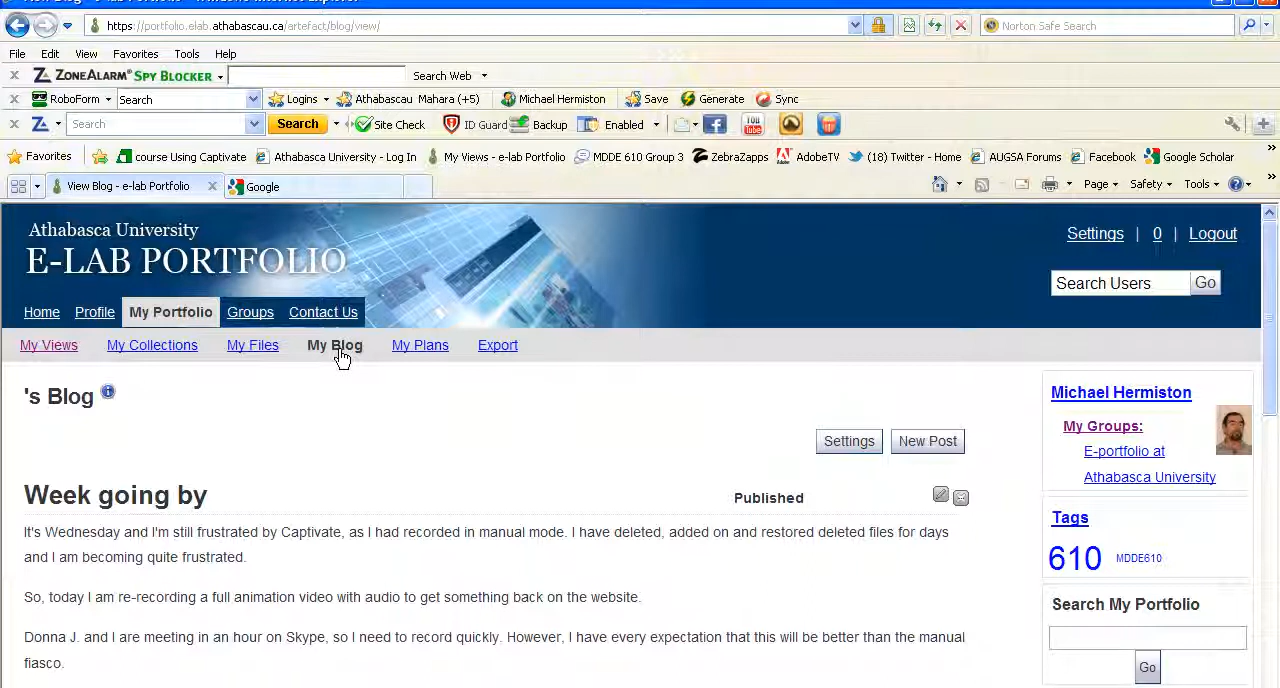 https://portfolio.elab.athabascau.ca/artefact/blog/view/
Norton Safe Search
File Edit View Favorites Tools Help
ZONEALARM® SPY BLOCKER Search Web
RoboForm Search Logins Athabascau Mahara (+5) Michael Hermiston Save Generate Sync
Search Search Site Check ID Guard Backup Enabled You Tube
Favorites course Using Captivate Athabasca University - Log In My Views - e-lab Portfolio MDDE 610 Group 3 ZebraZapps AdobeTV (18) Twitter - Home AUGSA Forums Facebook Google Scholar
View Blog - e-lab Portfolio Google Page Safety Tools
Athabasca University
E-LAB PORTFOLIO
Settings | 0 | Logout
Search Users Go
Home Profile My Portfolio Groups Contact Us
My Views My Collections My Files My Blog My Plans Export
's Blog
Settings New Post
Week going by Published
It's Wednesday and I'm still frustrated by Captivate, as I had recorded in manual mode. I have deleted, added on and restored deleted files for days
and I am becoming quite frustrated.
So, today I am re-recording a full animation video with audio to get something back on the website.
Donna J. and I are meeting in an hour on Skype, so I need to record quickly. However, I have every expectation that this will be better than the manual
fiasco.
Michael Hermiston
My Groups:
E-portfolio at
Athabasca University
Tags
610 MDDE610
Search My Portfolio
Go